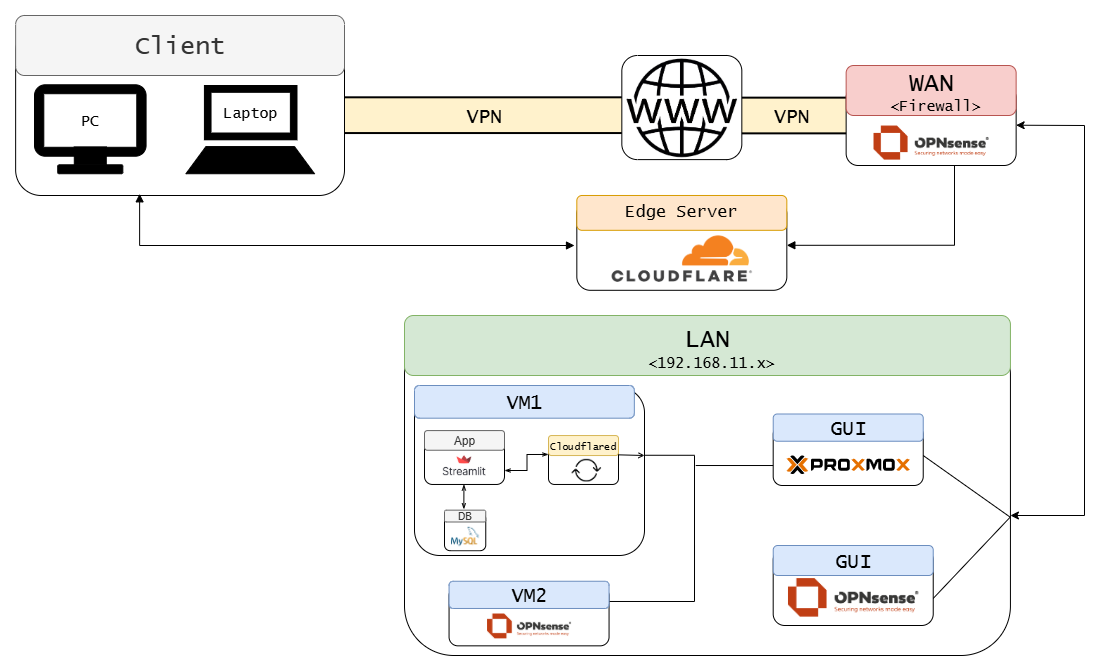 Client
PC
Laptop
VPN
WWW
VPN
WAN
<Firewall>
OPNsense®
Securing networks made easy
Edge Server
CLOUDFLARE
LAN
<192.168.11.x>
VM1
App
Streamlit
Cloudflared
DB
MySQL
GUI
PROXMOX
VM2
OPNsense®
Securing networks made easy
GUI
OPNsense®
Securing networks made easy